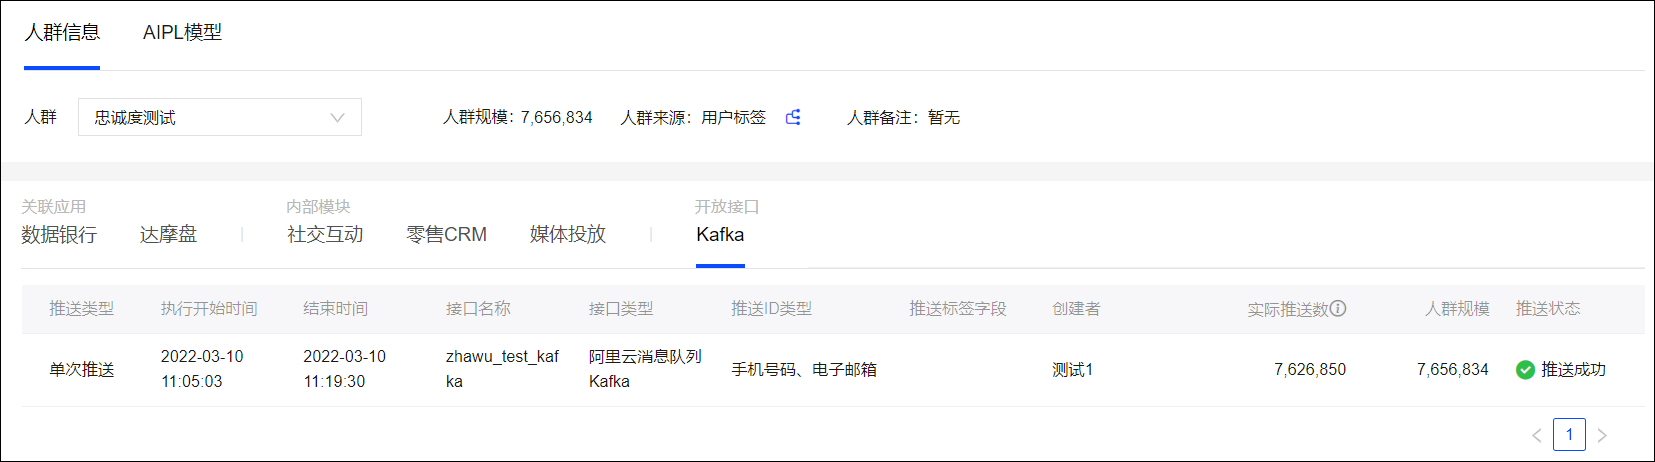 人群信息 AIPL模型
人群 忠诚度测试 人群规模：7,656,834 人群来源：用户标签 人群备注：暂无
关联应用 内部模块 开放接口
数据银行 达摩盘 社交互动 零售CRM 媒体投放 Kafka
推送类型 执行开始时间 结束时间 接口名称 接口类型 推送ID类型 推送标签字段 创建者 实际推送数 人群规模 推送状态
单次推送 2022-03-10 11:05:03 2022-03-10 11:19:30 zhawu_test_kafka 阿里云消息队列Kafka 手机号码、电子邮箱 测试1 7,626,850 7,656,834 推送成功
1